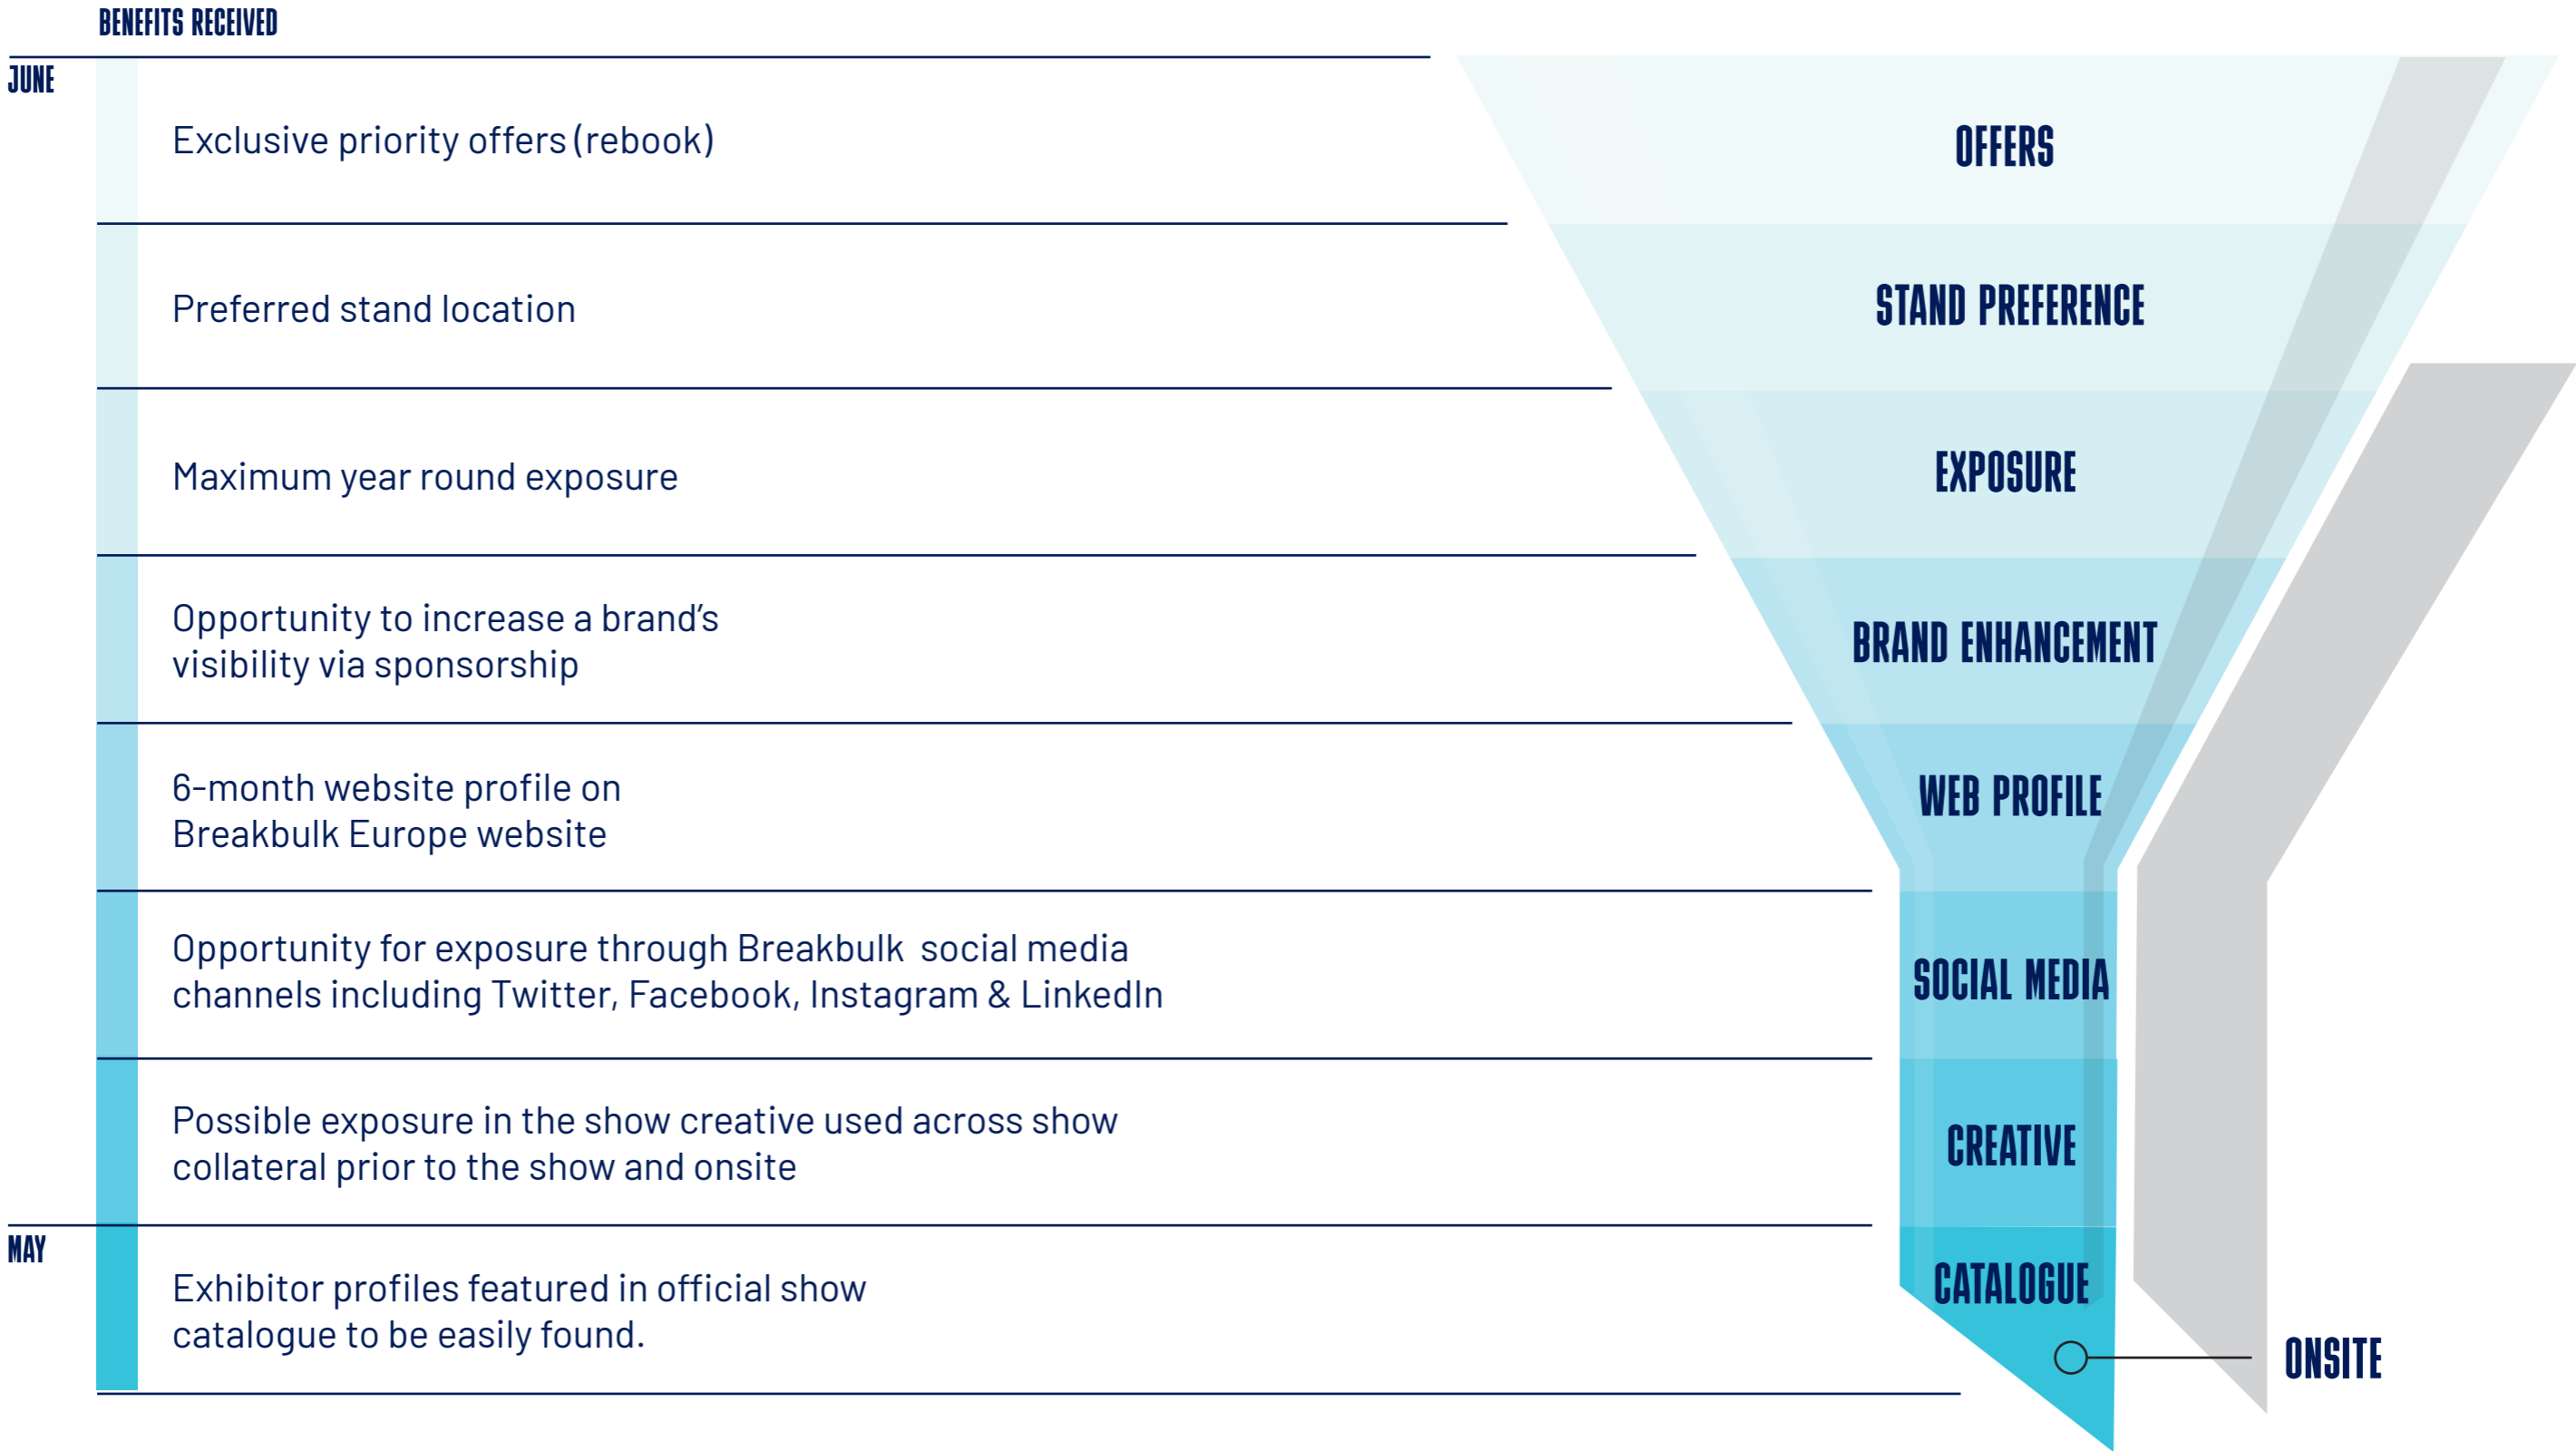 BENEFITS RECEIVED
JUNE
Exclusive priority offers (rebook)
OFFERS
Preferred stand location
STAND PREFERENCE
Maximum year round exposure
EXPOSURE
Opportunity to increase a brand’s
visibility via sponsorship
BRAND ENHANCEMENT
6-month website profile on
Breakbulk Europe website
WEB PROFILE
Opportunity for exposure through Breakbulk  social media
channels including Twitter, Facebook, Instagram & LinkedIn
SOCIAL MEDIA
Possible exposure in the show creative used across show
collateral prior to the show and onsite
CREATIVE
MAY
Exhibitor profiles featured in official show
catalogue to be easily found.
CATALOGUE
ONSITE